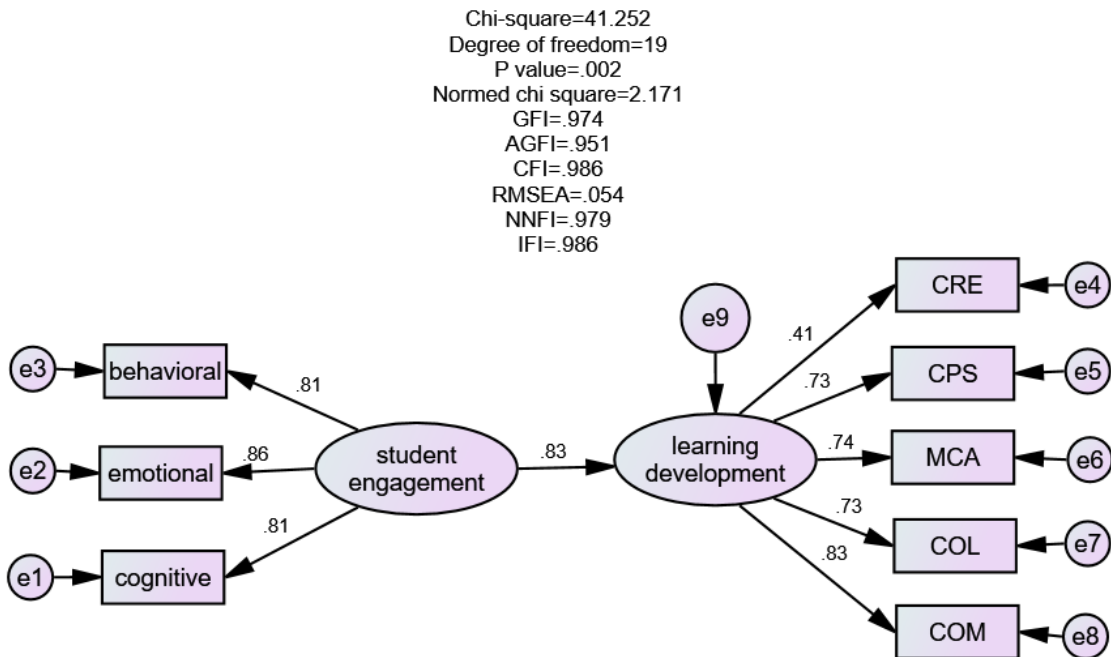 Chi-square=41.252
Degree of freedom=19
P value=.002
Normed chi square=2.171
GFI=.974
AGFI=.951
CFI=.986
RMSEA=.054
NNFI=.979
IFI=.986
e3
behavioral
.81
e2
emotional
.86
e1
cognitive
.81
student
engagement
.83
e9
learning
development
.41
CRE
e4
.73
CPS
e5
.74
MCA
e6
.73
COL
e7
.83
COM
e8